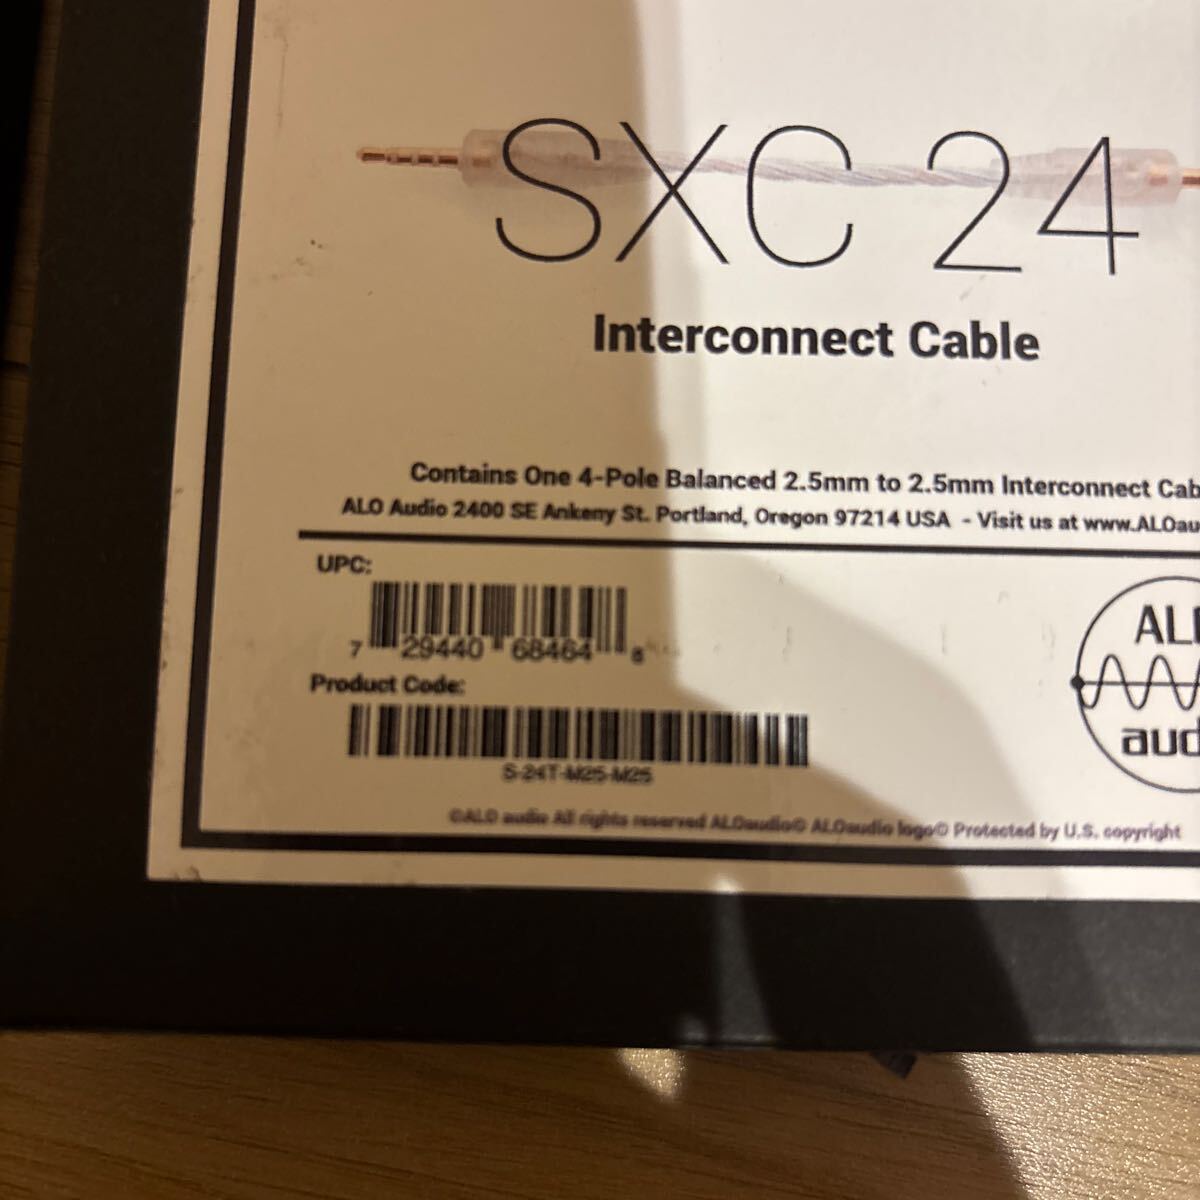 SXC 24
Interconnect Cable
Contains One 4-Pole Balanced 2.5mm to 2.5mm Interconnect Cab
ALO Audio 2400 SE Ankeny St. Portland, Oregon 97214 USA - Visit us at www.ALOau
UPC:
7 29440 68464 8
Product Code:
S-24T-M25-M25
AL
aud
©ALO audio All rights reserved ALOaudio© ALOaudio logo© Protected by U.S. copyright